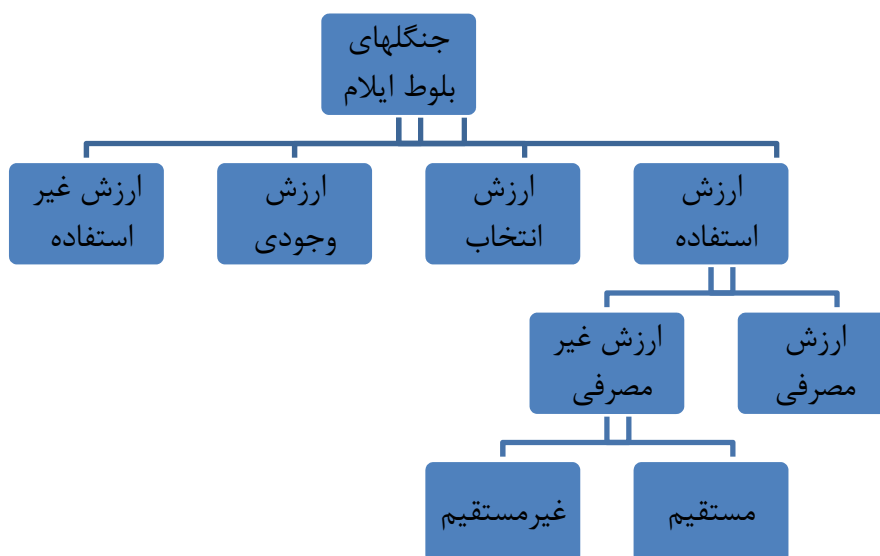 جنگلهای
بلوط ایلام
ارزش
استفاده
ارزش
انتخاب
ارزش
وجودی
ارزش غیر
استفاده
ارزش
مصرفی
ارزش غیر
مصرفی
مستقیم
غیرمستقیم